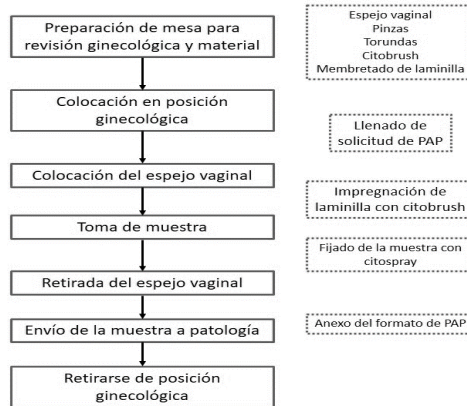 Preparación de mesa para
revisión ginecológica y material
Espejo vaginal
Pinzas
Torundas
Citobrush
Membretado de laminilla
Colocación en posición
ginecológica
Llenado de
solicitud de PAP
Colocación del espejo vaginal
Impregnación de
laminilla con citobrush
Toma de muestra
Fijado de la muestra con
citospray
Retirada del espejo vaginal
Envío de la muestra a patología
Anexo del formato de PAP
Retirarse de posición
ginecológica